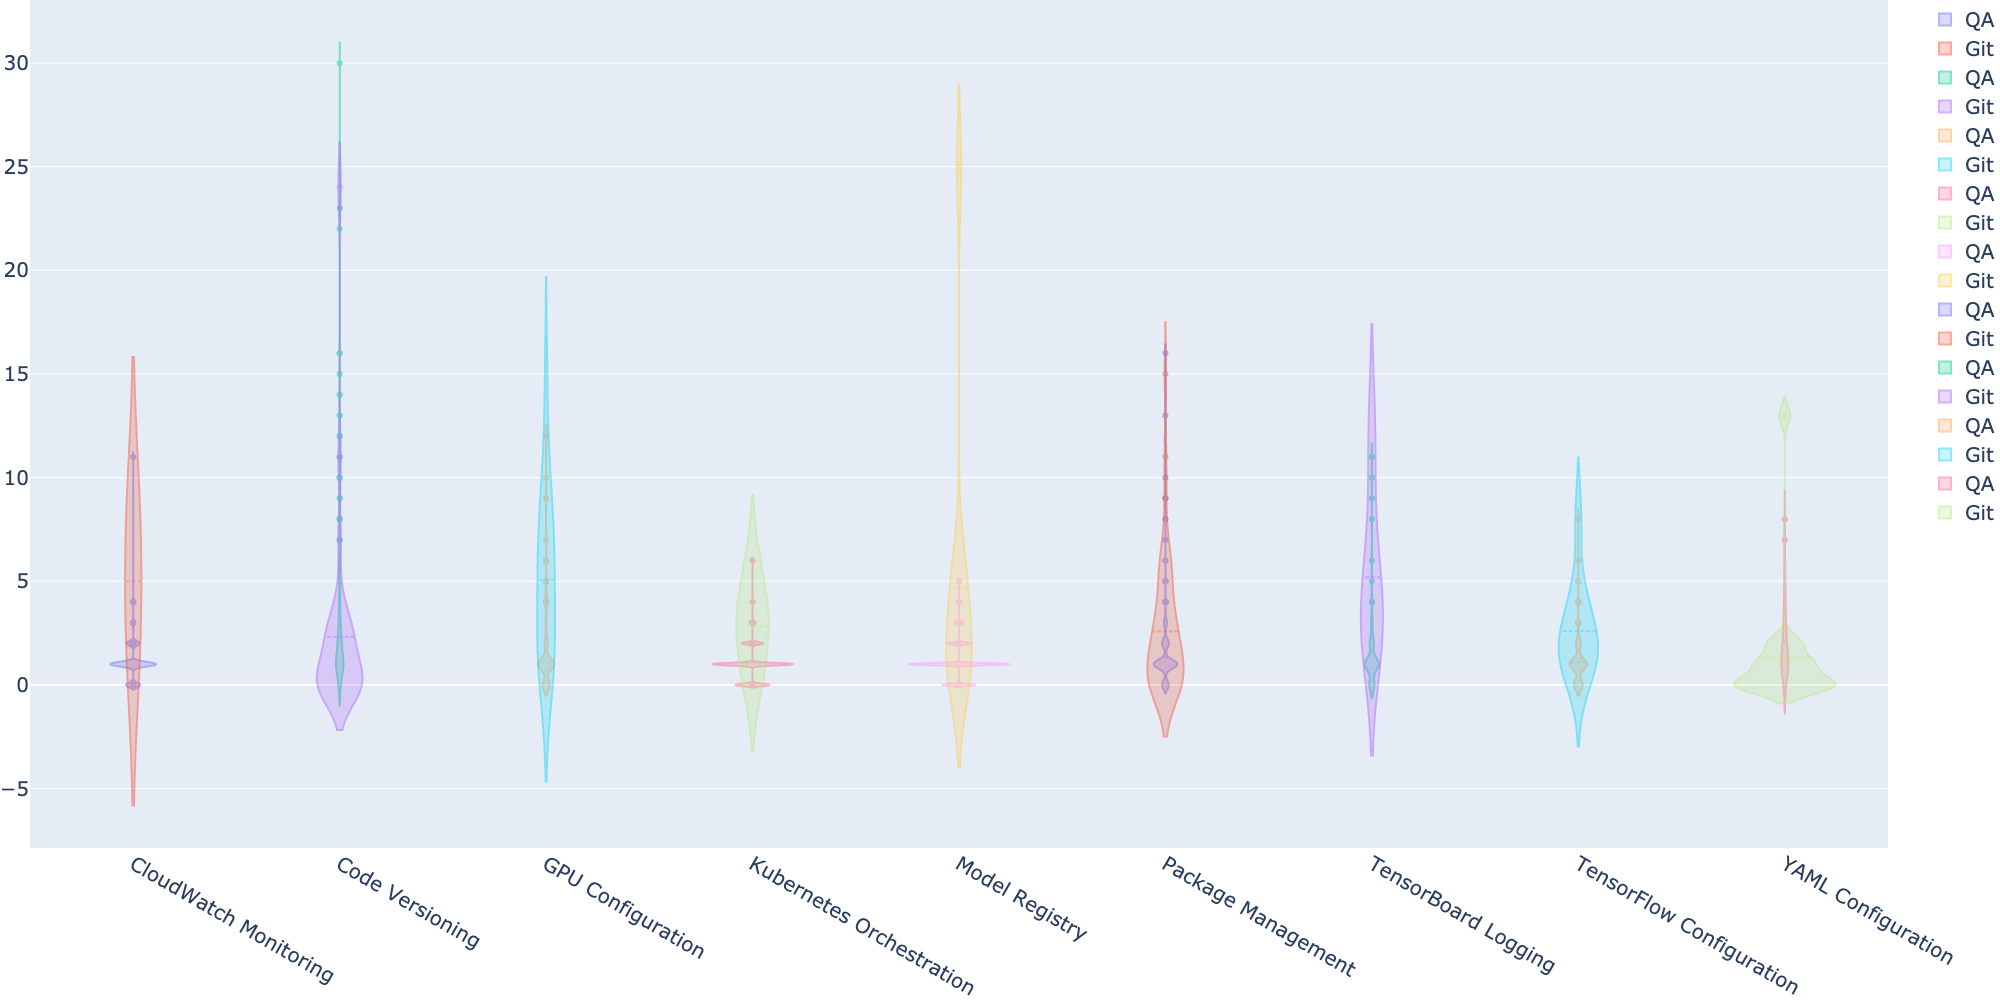 30
25
20
15
10
5
0
−5
CloudWatch Monitoring
Code Versioning
GPU Configuration
Kubernetes Orchestration
Model Registry
Package Management
TensorBoard Logging
TensorFlow Configuration
YAML Configuration
QA
Git
QA
Git
QA
Git
QA
Git
QA
Git
QA
Git
QA
Git
QA
Git
QA
Git